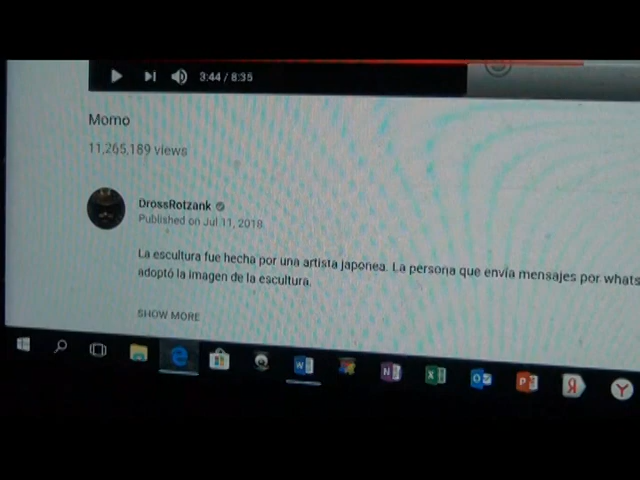 3:44 / 8:35
Momo
11,265,189 views
DrossRotzank
Published on Jul 11, 2018
La escultura fue hecha por una artista japonea. La persona que envía mensajes por whats
adoptó la imagen de la escultura.
SHOW MORE